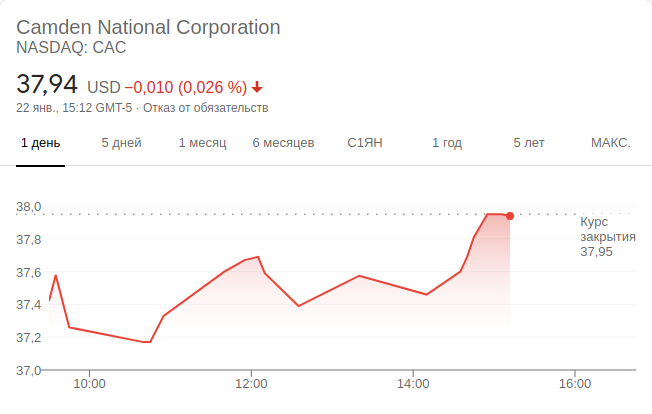 Camden National Corporation
NASDAQ: CAC
37,94 USD −0,010 (0,026 %)
22 янв., 15:12 GMT-5 · Отказ от обязательств
1 день 5 дней 1 месяц 6 месяцев С1ЯН 1 год 5 лет МАКС.
38,0
Курс
закрытия
37,95
37,8
37,6
37,4
37,2
37,0
10:00 12:00 14:00 16:00